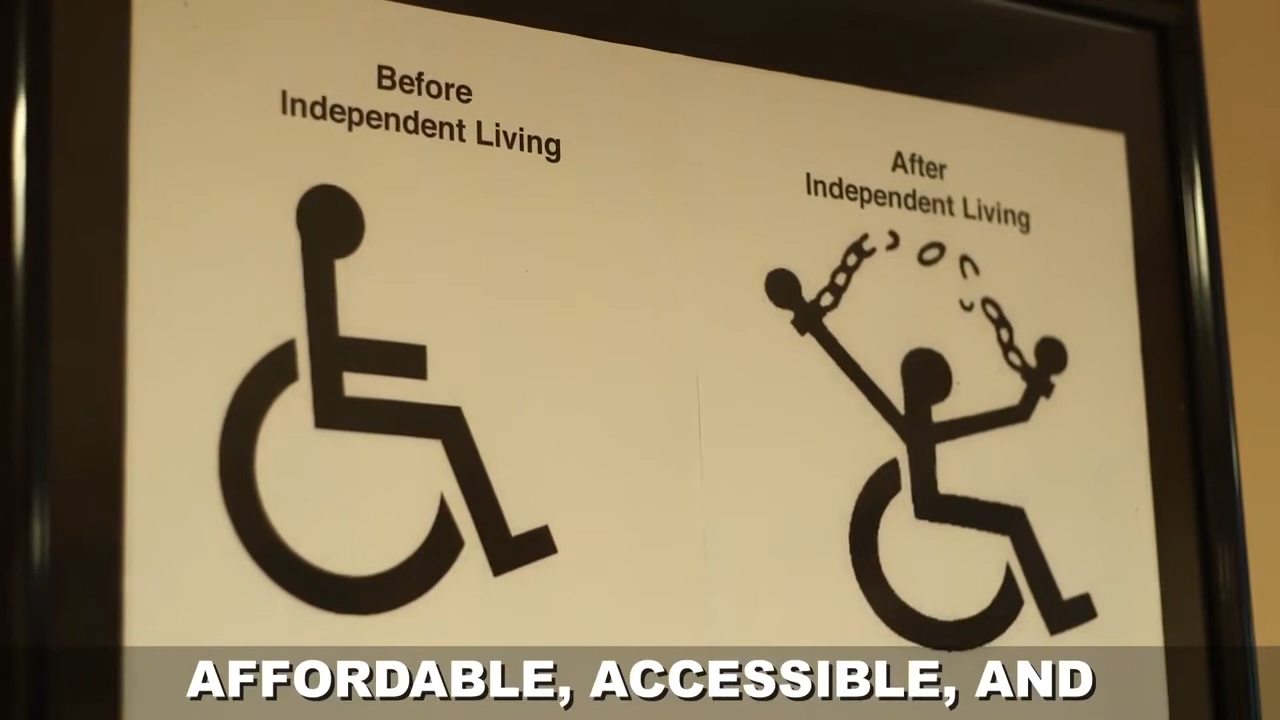 Before
Independent Living
After
Independent Living
AFFORDABLE, ACCESSIBLE, AND